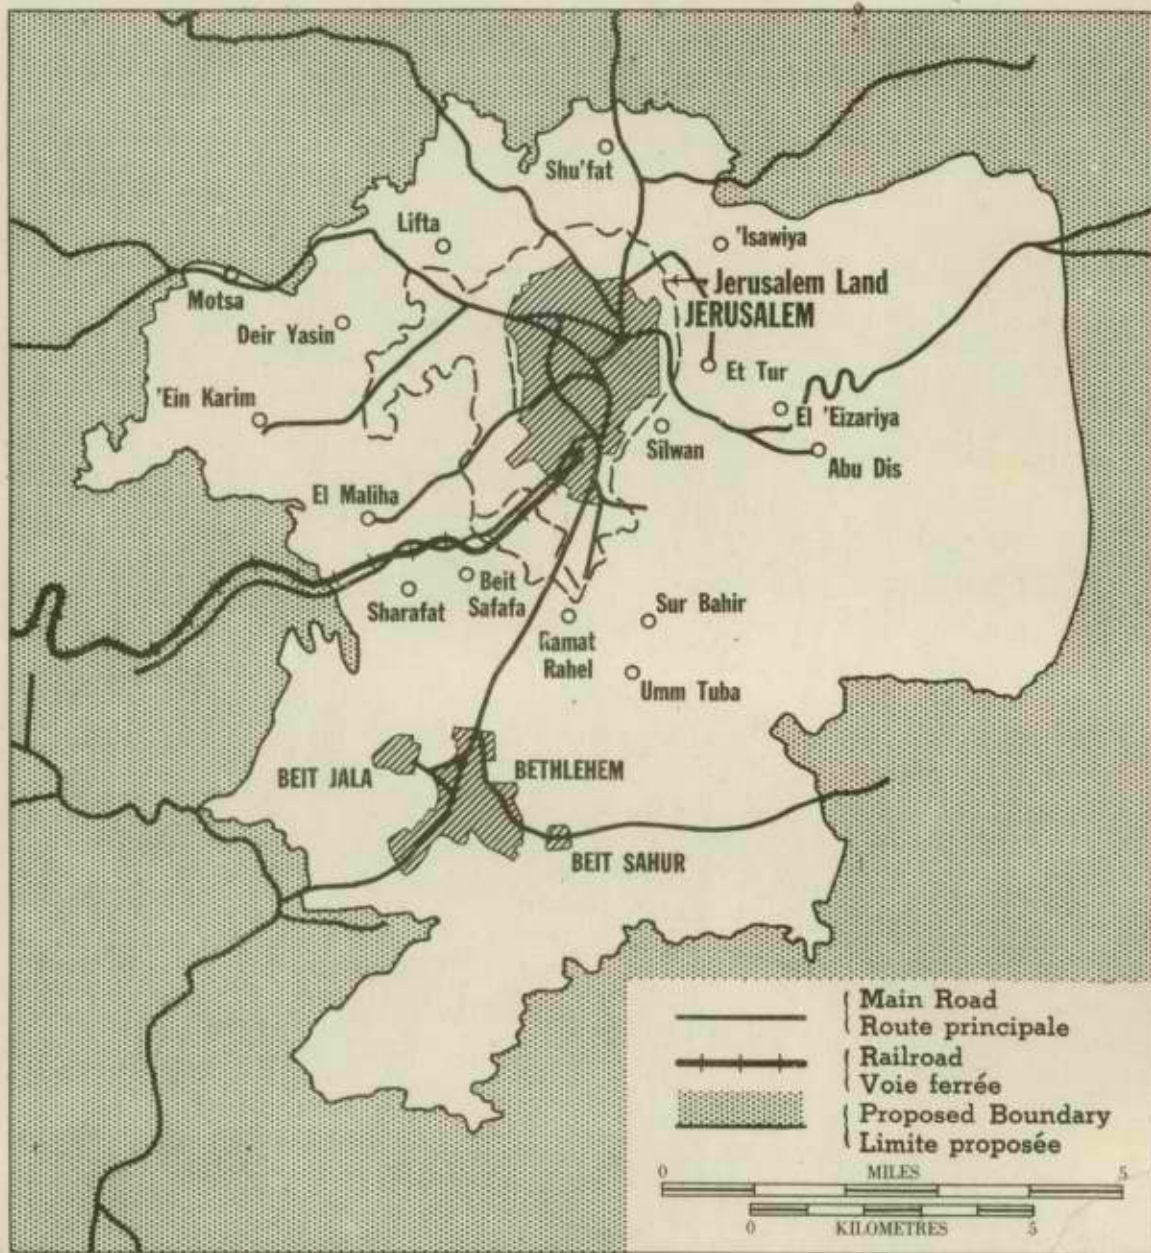 Shu'fat
Lifta
'Isawiya
Jerusalem Land
JERUSALEM
Motsa
Deir Yasin
Et Tur
'Ein Karim
El 'Eizariya
Silwan
Abu Dis
El Maliha
Beit
Safafa
Sharafat
Sur Bahir
Ramat
Rahel
Umm Tuba
BEIT JALA
BETHLEHEM
BEIT SAHUR
Main Road
Route principale
Railroad
Voie ferrée
Proposed Boundary
Limite proposée
0 MILES 5
0 KILOMETRES 5